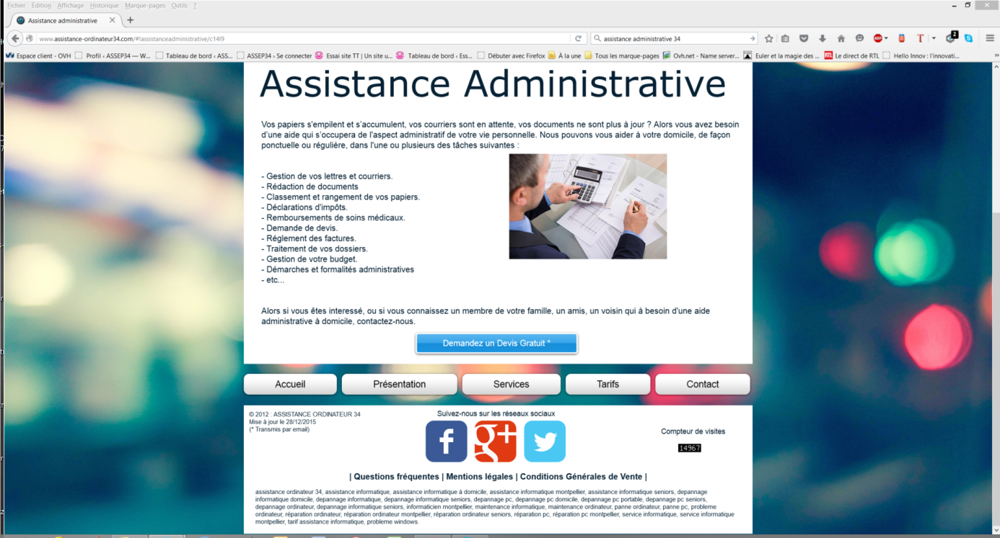 Fichier Édition Affichage Historique Marque-pages Outils ?
Assistance administrative
www.assistance-ordinateur34.com/#!assistanceadministrative/c14l9
assistance administrative 34
ABP
T
2
Espace client - OVH
Profil ‹ ASSEP34 — W...
Tableau de bord ‹ ASS...
ASSEP34 › Se connecter
Essai site TT | Un site u...
Tableau de bord ‹ Ess...
Débuter avec Firefox
À la une
Tous les marque-pages
Ovh.net - Name server...
Euler et la magie des ...
RTL Le direct de RTL
Hello Innov : l'innovati...
Assistance Administrative
Vos papiers s'empilent et s'accumulent, vos courriers sont en attente, vos documents ne sont plus à jour ? Alors vous avez besoin
d'une aide qui s'occupera de l'aspect administratif de votre vie personnelle. Nous pouvons vous aider à votre domicile, de façon
ponctuelle ou régulière, dans l'une ou plusieurs des tâches suivantes :
- Gestion de vos lettres et courriers.
- Rédaction de documents
- Classement et rangement de vos papiers.
- Déclarations d'impôts.
- Remboursements de soins médicaux.
- Demande de devis.
- Réglement des factures.
- Traitement de vos dossiers.
- Gestion de votre budget.
- Démarches et formalités administratives
- etc...
Alors si vous êtes interessé, ou si vous connaissez un membre de votre famille, un amis, un voisin qui à besoin d'une aide
administrative à domicile, contactez-nous.
Demandez un Devis Gratuit *
Accueil
Présentation
Services
Tarifs
Contact
© 2012 : ASSISTANCE ORDINATEUR 34
Mise à jour le 28/12/2015
(* Transmis par email)
Suivez-nous sur les réseaux sociaux
f
g+
Compteur de visites
14967
| Questions fréquentes | Mentions légales | Conditions Générales de Vente |
assistance ordinateur 34, assistance informatique, assistance informatique à domicile, assistance informatique montpellier, assistance informatique seniors, depannage
informatique domicile, depannage informatique, depannage informatique seniors, depannage pc, depannage pc domicile, depannage pc portable, depannage pc seniors,
depannage ordinateur, depannage informatique seniors, informaticien montpellier, maintenance informatique, maintenance ordinateur, panne ordinateur, panne pc, probleme
ordinateur, réparation ordinateur, réparation ordinateur montpellier, réparation ordinateur seniors, réparation pc, réparation pc montpellier, service informatique, service informatique
montpellier, tarif assistance informatique, probleme windows.